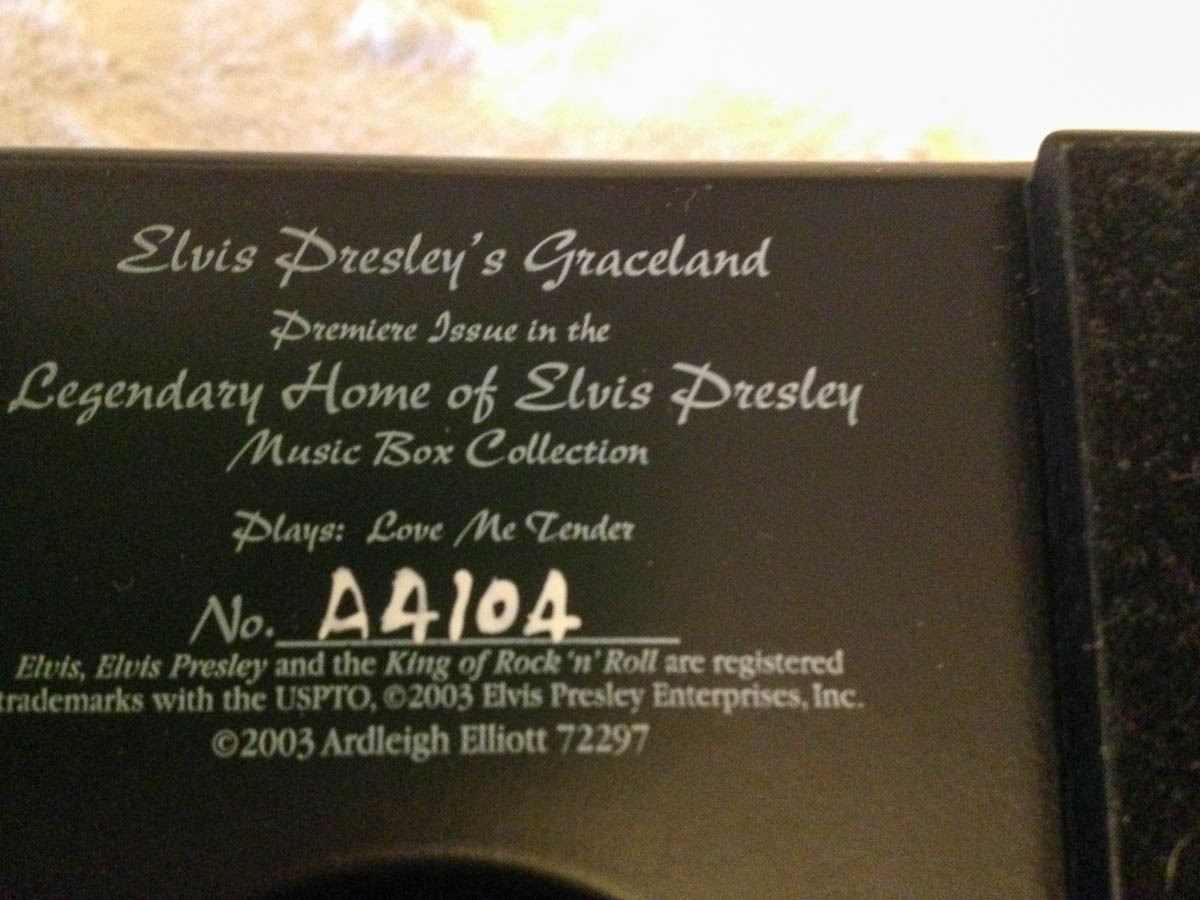 Elvis Presley's Graceland
Premiere Issue in the
Legendary Home of Elvis Presley
Music Box Collection
Plays: Love Me Tender
No. A4104
Elvis, Elvis Presley and the King of Rock 'n' Roll are registered
trademarks with the USPTO, ©2003 Elvis Presley Enterprises, Inc.
©2003 Ardleigh Elliott 72297